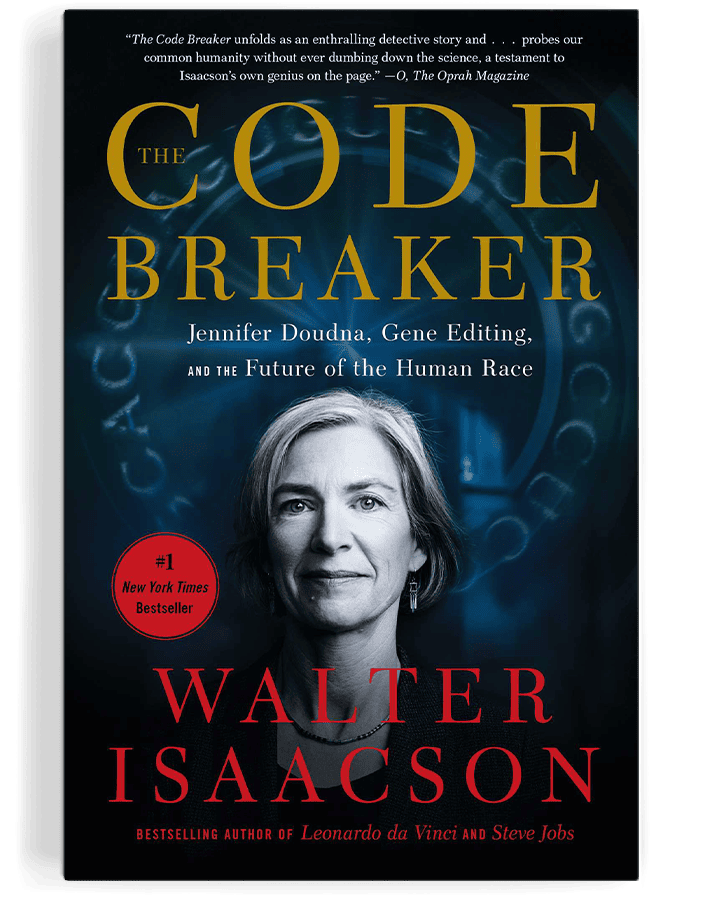 “The Code Breaker unfolds as an enthralling detective story and . . . probes our
common humanity without ever dumbing down the science, a testament to
Isaacson’s own genius on the page.” —O, The Oprah Magazine
THE CODE
BREAKER
Jennifer Doudna, Gene Editing,
AND THE Future of the Human Race
#1
New York Times
Bestseller
WALTER
ISAACSON
BESTSELLING AUTHOR OF Leonardo da Vinci AND Steve Jobs